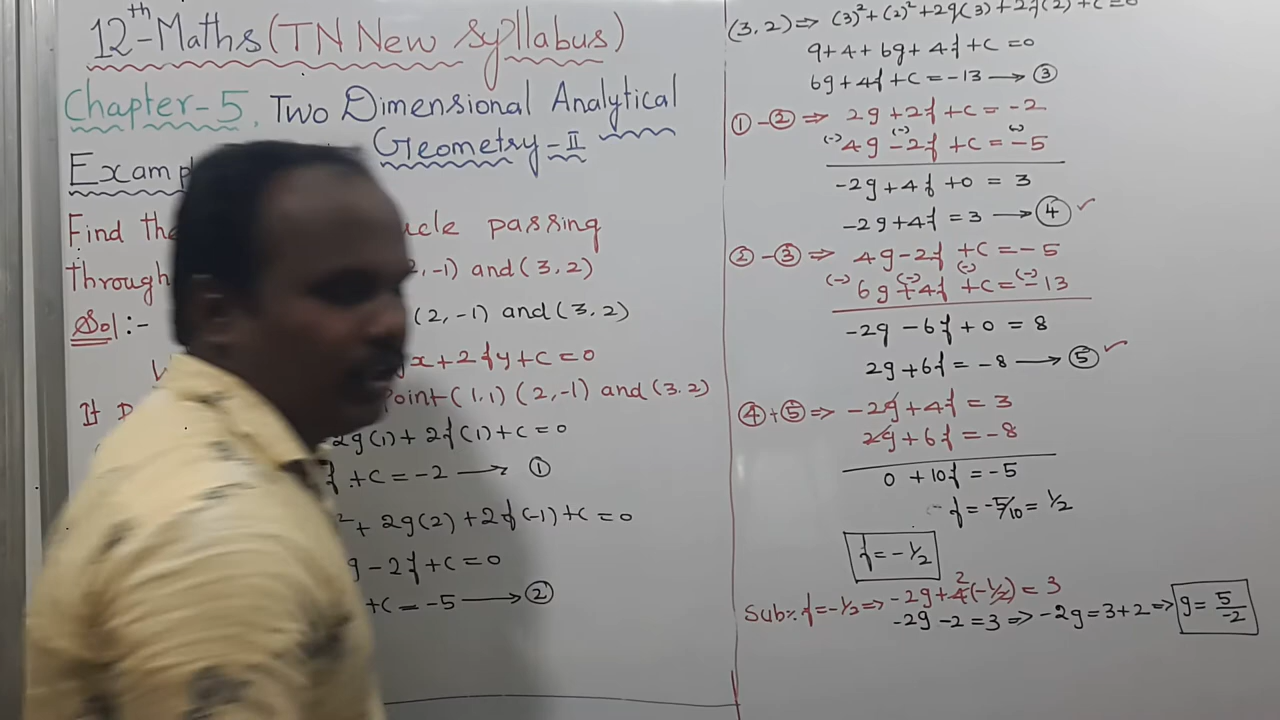 12th-Maths (TN New syllabus)
Chapter-5. Two Dimensional Analytical
Geometry-II
Find the passing
through ,-1) and (3, 2)
Sol:- (2, -1) and (3, 2)
x + 2fy + c = 0
If Point (1, 1) (2, -1) and (3, 2)
2g(1) + 2f(1) + c = 0
f + c = -2 → ①
² + 2g(2) + 2f(-1) + c = 0
g - 2f + c = 0
+c = -5 → ②
(3, 2) ⇒ (3)² + (2)² + 2g(3) + 2f(2) + c = 0
9 + 4 + 6g + 4f + c = 0
6g + 4f + c = -13 → ③
① - ② ⇒ 2g + 2f + c = -2
(-) 4g (-) - 2f + c = (-) -5
-2g + 4f + 0 = 3
-2g + 4f = 3 → ④ ✓
② - ③ ⇒ 4g - 2f + c = -5
(-) 6g (-) + 4f (-) + c = (-) -13
-2g - 6f + 0 = 8
2g + 6f = -8 → ⑤ ✓
④ + ⑤ ⇒ -2g + 4f = 3
2g + 6f = -8
0 + 10f = -5
f = -5/10 = 1/2
f = -1/2
Sub: f = -1/2 ⇒ -2g + 4(-1/2) = 3
-2g - 2 = 3 ⇒ -2g = 3 + 2 ⇒ g = 5/-2